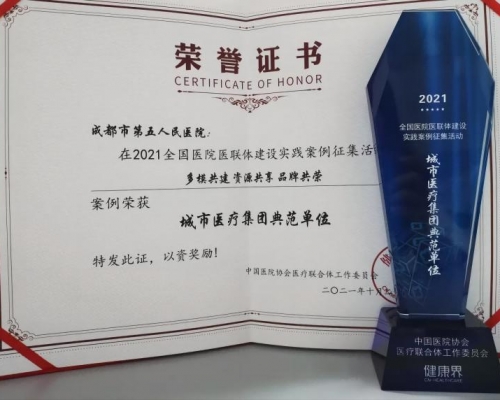 荣誉证书
CERTIFICATE OF HONOR
成都市第五人民医院：
在2021全国医院医联体建设实践案例征集活
多模共建 资源共享 品牌共荣
案例荣获
城市医疗集团典范单位
特发此证，以资奖励！
中国医院协会医疗联合体工作委员会
二〇二一年十
2021
全国医院医联体建设
实践案例征集活动
城市医疗集团典范单位
中国医院协会
医疗联合体工作委员会
健康界